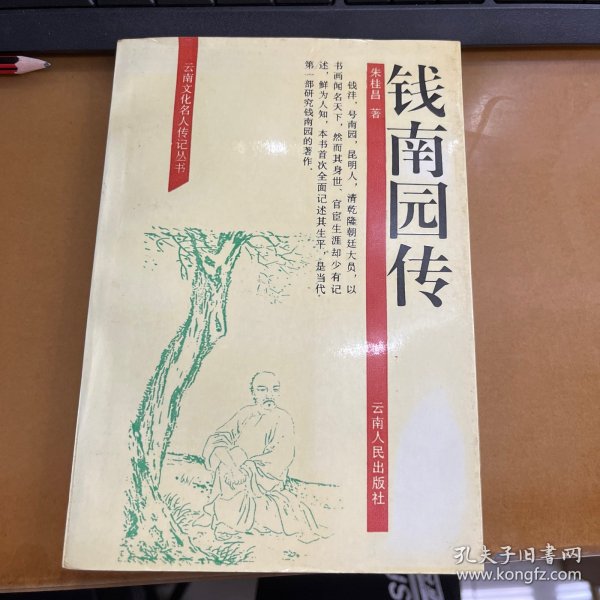 钱南园传
朱桂昌 著
云南人民出版社
钱沣，号南园，昆明人，清乾隆朝廷大员，以
书画闻名天下，然而其身世、官宦生涯却少有记
述，鲜为人知，本书首次全面记述其生平，是当代
第一部研究钱南园的著作。
云南文化名人传记丛书
孔夫子旧书网
www.kongfz.com